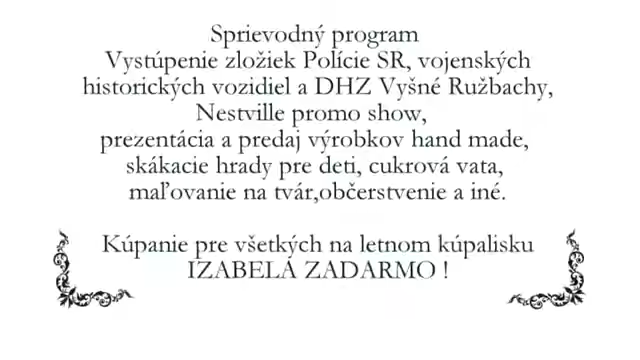 Sprievodný program
Vystúpenie zložiek Polície SR, vojenských
historických vozidiel a DHZ Vyšné Ružbachy,
Nestville promo show,
prezentácia a predaj výrobkov hand made,
skákacie hrady pre deti, cukrová vata,
maľovanie na tvár,občerstvenie a iné.
Kúpanie pre všetkých na letnom kúpalisku
IZABELA ZADARMO !